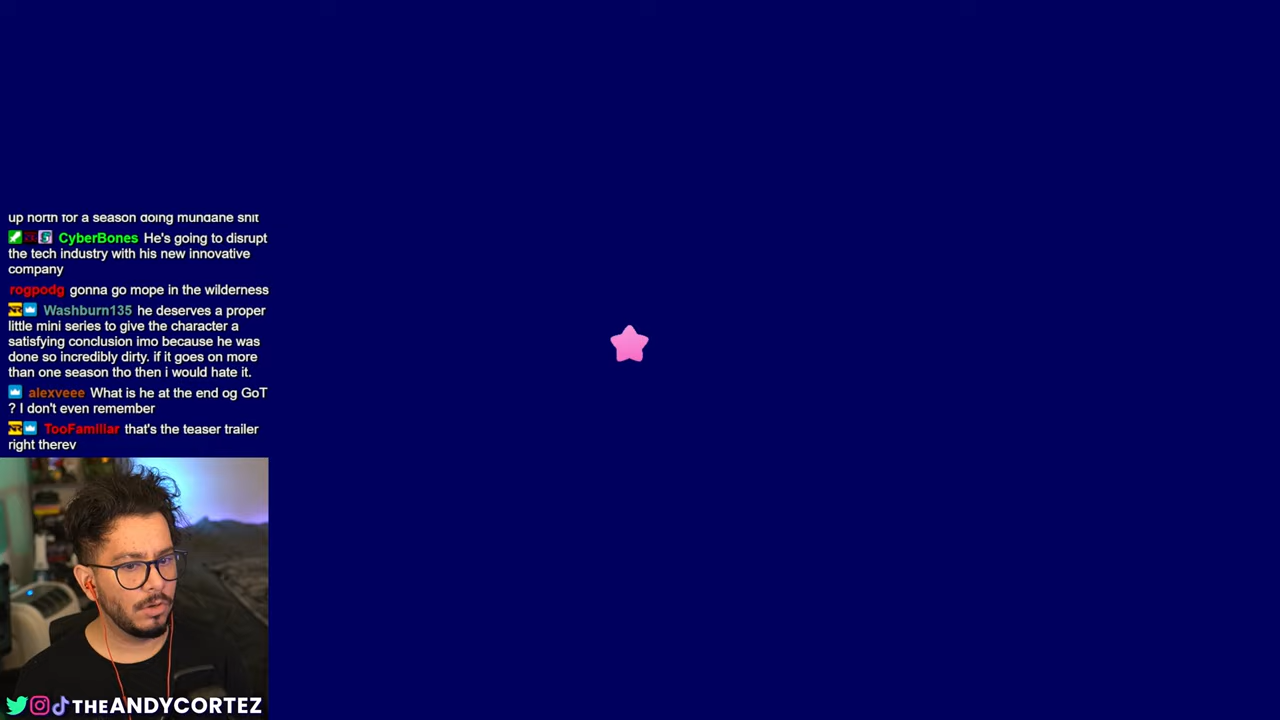 up north for a season doing mundane shit
CyberBones He's going to disrupt
the tech industry with his new innovative
company
rogpodg gonna go mope in the wilderness
Washburn135 he deserves a proper
little mini series to give the character a
satisfying conclusion imo because he was
done so incredibly dirty. if it goes on more
than one season tho then i would hate it.
alexveee What is he at the end og GoT
? I don't even remember
TooFamiliar that's the teaser trailer
right therev
THEANDYCORTEZ